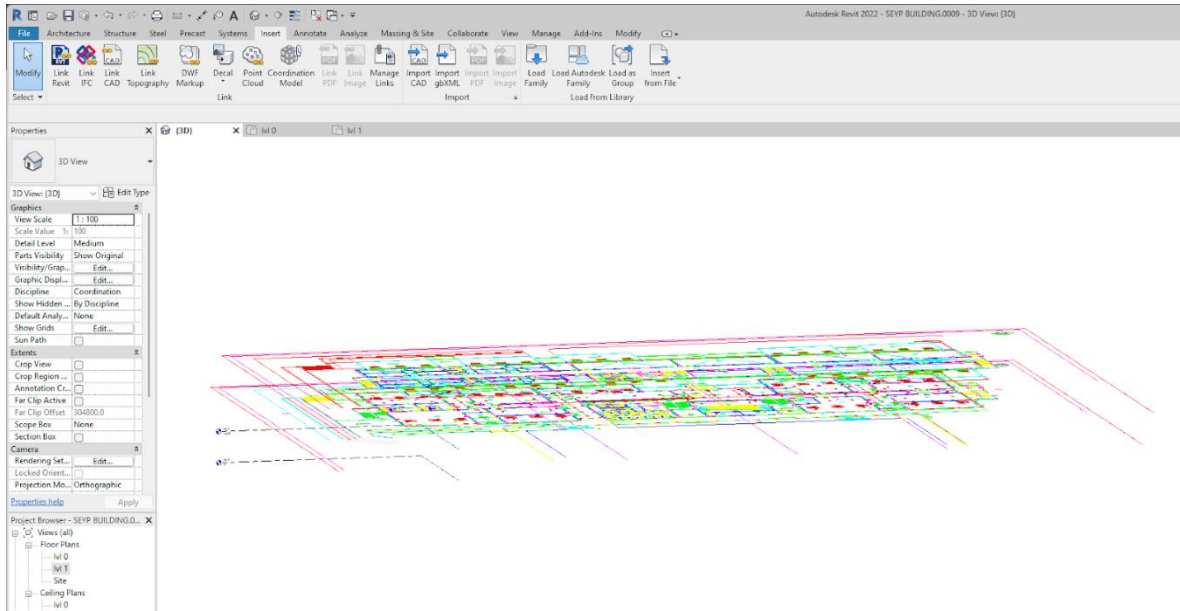 Autodesk Revit 2022 - SEYP BUILDING.0009 - 3D View: {3D}
File Architecture Structure Steel Precast Systems Insert Annotate Analyze Massing & Site Collaborate View Manage Add-Ins Modify
Modify Link Revit Link IFC Link CAD Link Topography DWF Markup Decal Point Cloud Coordination Model Link PDF Link Image Manage Links Import CAD Import gbXML Import PDF Import Image Load Family Load Autodesk Family Load as Group Insert from File
Select Link Import Load from Library
Properties {3D} lvl 0 lvl 1
3D View
3D View: {3D} Edit Type
Graphics
View Scale 1 : 100
Scale Value 1: 100
Detail Level Medium
Parts Visibility Show Original
Visibility/Grap... Edit...
Graphic Displ... Edit...
Discipline Coordination
Show Hidden ... By Discipline
Default Analy... None
Show Grids Edit...
Sun Path
Extents
Crop View
Crop Region ...
Annotation Cr...
Far Clip Active
Far Clip Offset 304800.0
Scope Box None
Section Box
Camera
Rendering Set... Edit...
Locked Orient...
Projection Mo... Orthographic
Properties help Apply
Project Browser - SEYP BUILDING.0...
Views (all)
Floor Plans
lvl 0
lvl 1
Site
Ceiling Plans
lvl 0